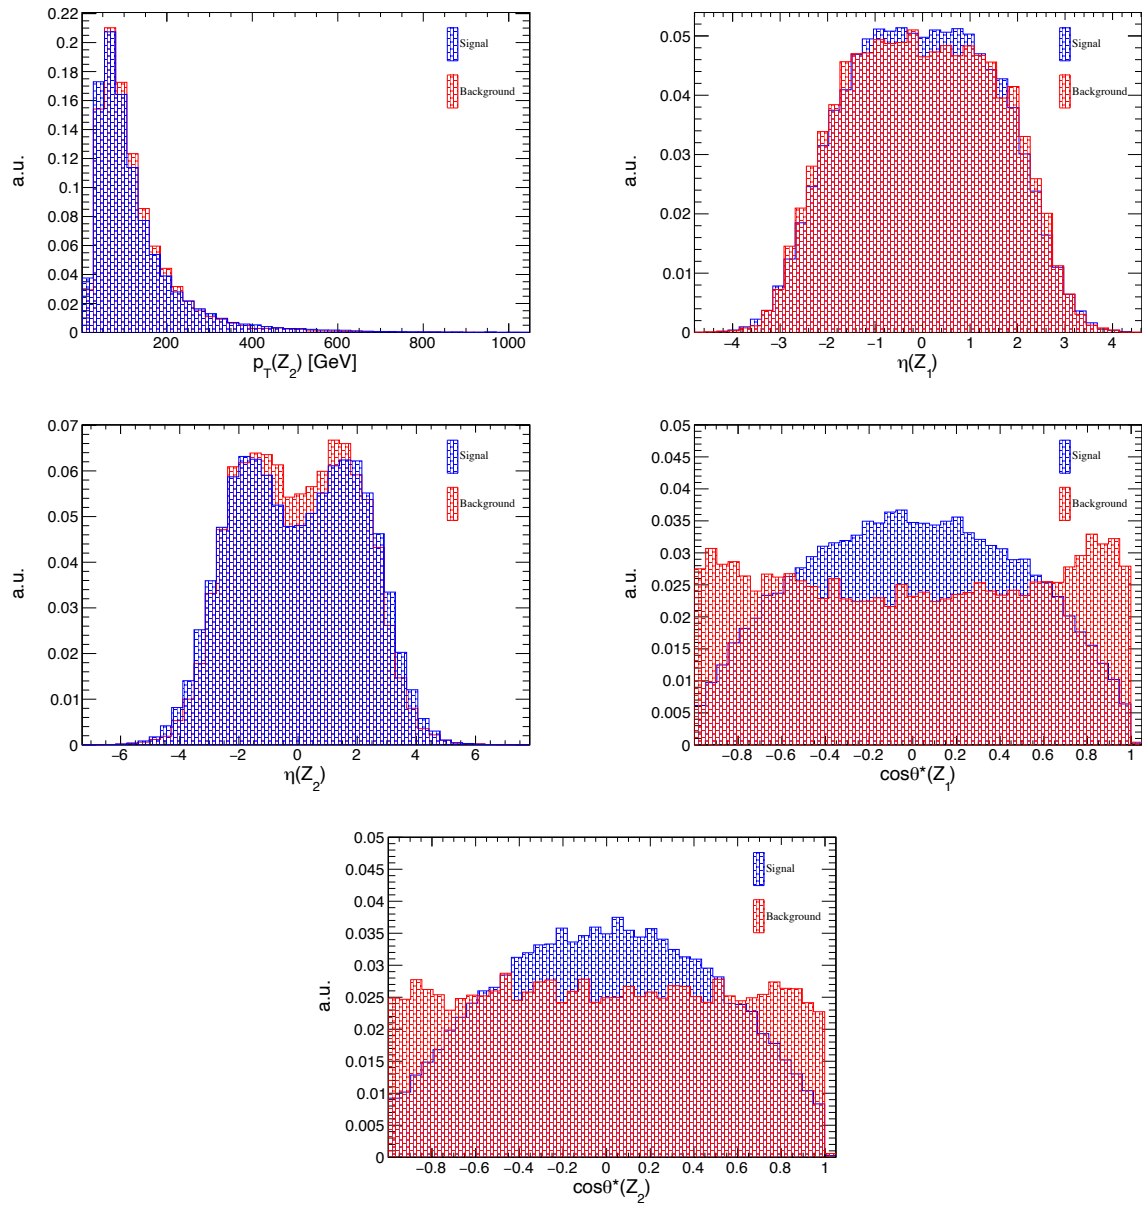 0.22
0.2
0.18
0.16
0.14
0.12
0.1
0.08
0.06
0.04
0.02
0
a.u.
Signal
Background
200 400 600 800 1000
p_T(Z_2) [GeV]
0.05
0.04
0.03
0.02
0.01
0
a.u.
Signal
Background
−4 −3 −2 −1 0 1 2 3 4
η(Z_1)
0.07
0.06
0.05
0.04
0.03
0.02
0.01
0
a.u.
Signal
Background
−6 −4 −2 0 2 4 6
η(Z_2)
0.05
0.045
0.04
0.035
0.03
0.025
0.02
0.015
0.01
0.005
0
a.u.
Signal
Background
−0.8 −0.6 −0.4 −0.2 0 0.2 0.4 0.6 0.8 1
cosθ*(Z_1)
0.05
0.045
0.04
0.035
0.03
0.025
0.02
0.015
0.01
0.005
0
a.u.
Signal
Background
−0.8 −0.6 −0.4 −0.2 0 0.2 0.4 0.6 0.8 1
cosθ*(Z_2)